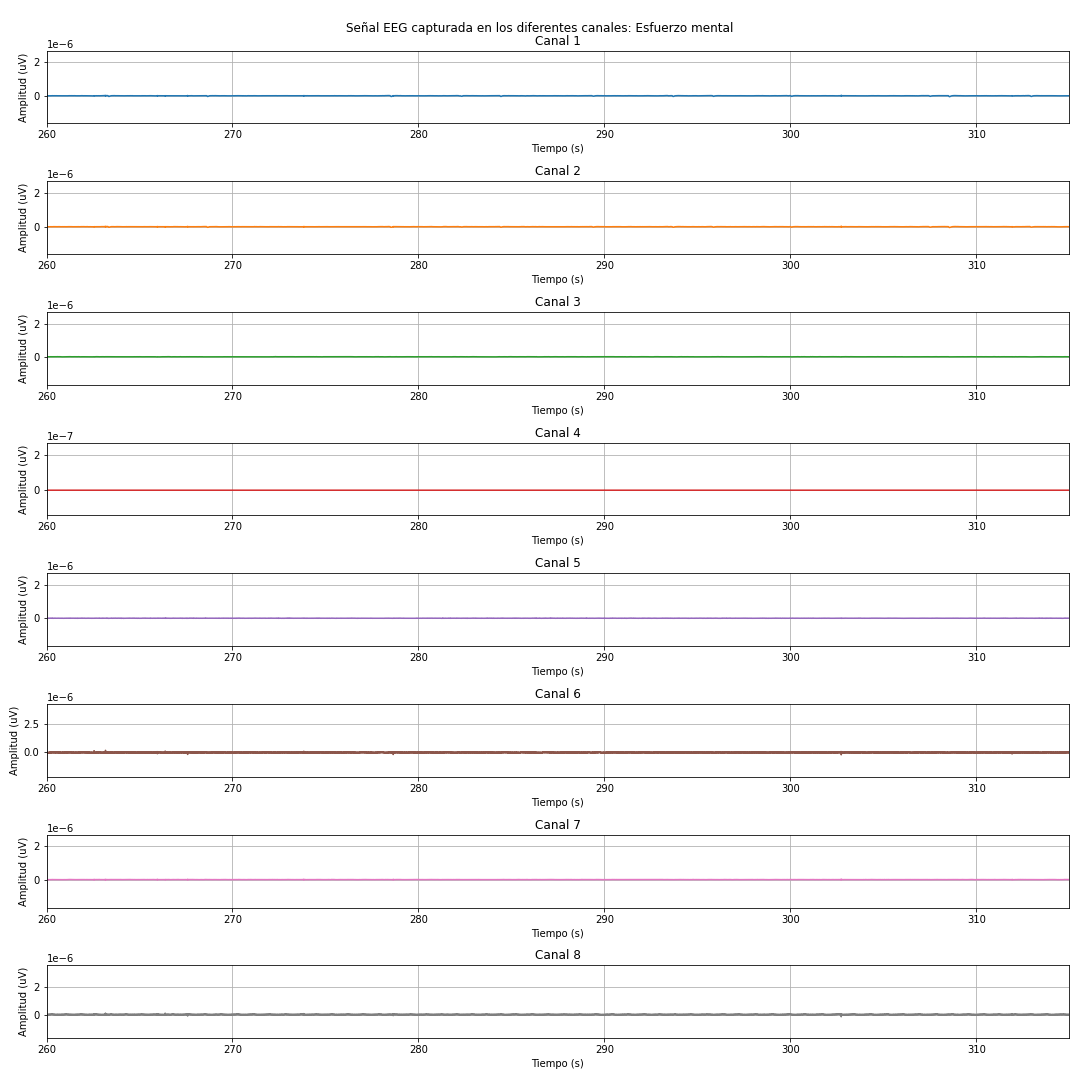 Señal EEG capturada en los diferentes canales: Esfuerzo mental
Canal 1
1e−6
Amplitud (uV)
2
0
260 270 280 290 300 310
Tiempo (s)
Canal 2
1e−6
Amplitud (uV)
2
0
260 270 280 290 300 310
Tiempo (s)
Canal 3
1e−6
Amplitud (uV)
2
0
260 270 280 290 300 310
Tiempo (s)
Canal 4
1e−7
Amplitud (uV)
2
0
260 270 280 290 300 310
Tiempo (s)
Canal 5
1e−6
Amplitud (uV)
2
0
260 270 280 290 300 310
Tiempo (s)
Canal 6
1e−6
Amplitud (uV)
2.5
0.0
260 270 280 290 300 310
Tiempo (s)
Canal 7
1e−6
Amplitud (uV)
2
0
260 270 280 290 300 310
Tiempo (s)
Canal 8
1e−6
Amplitud (uV)
2
0
260 270 280 290 300 310
Tiempo (s)